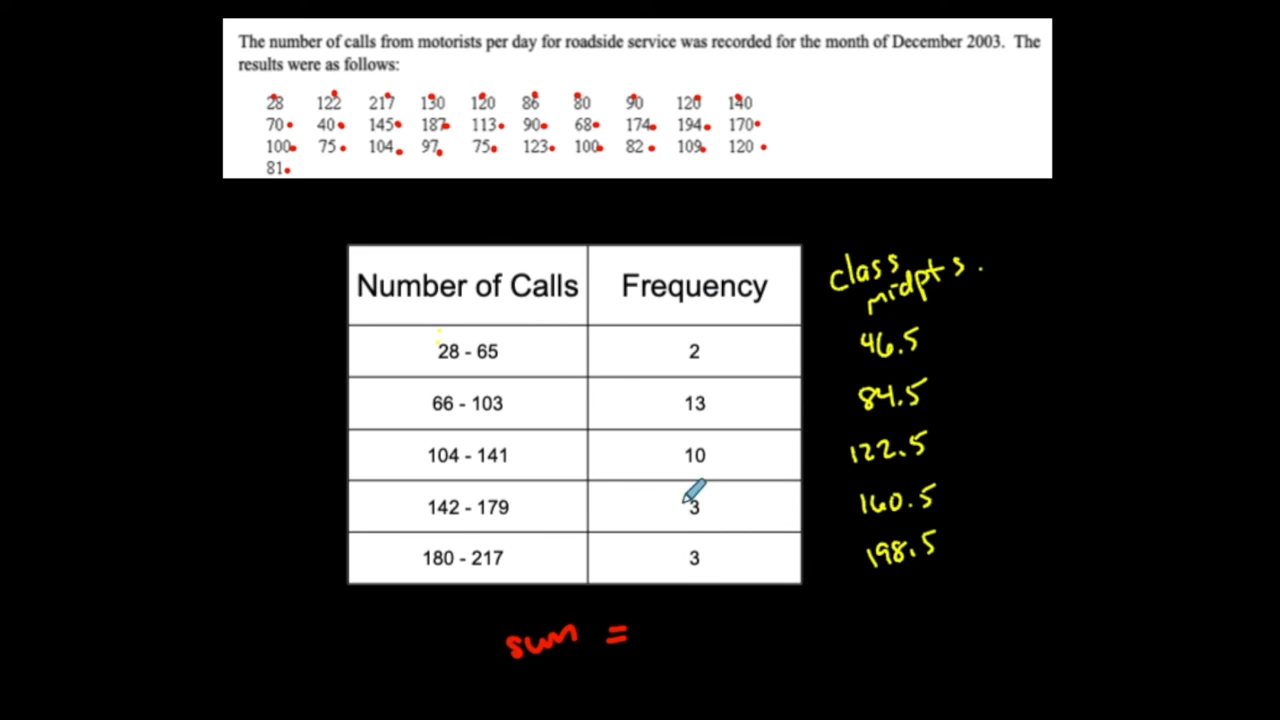 The number of calls from motorists per day for roadside service was recorded for the month of December 2003. The
results were as follows:
28 122 217 130 120 86 80 90 120 140
70 40 145 187 113 90 68 174 194 170
100 75 104 97 75 123 100 82 109 120
81
Number of Calls Frequency
class
midpts.
28 - 65 2 46.5
66 - 103 13 84.5
104 - 141 10 122.5
142 - 179 3 160.5
180 - 217 3 198.5
sum =